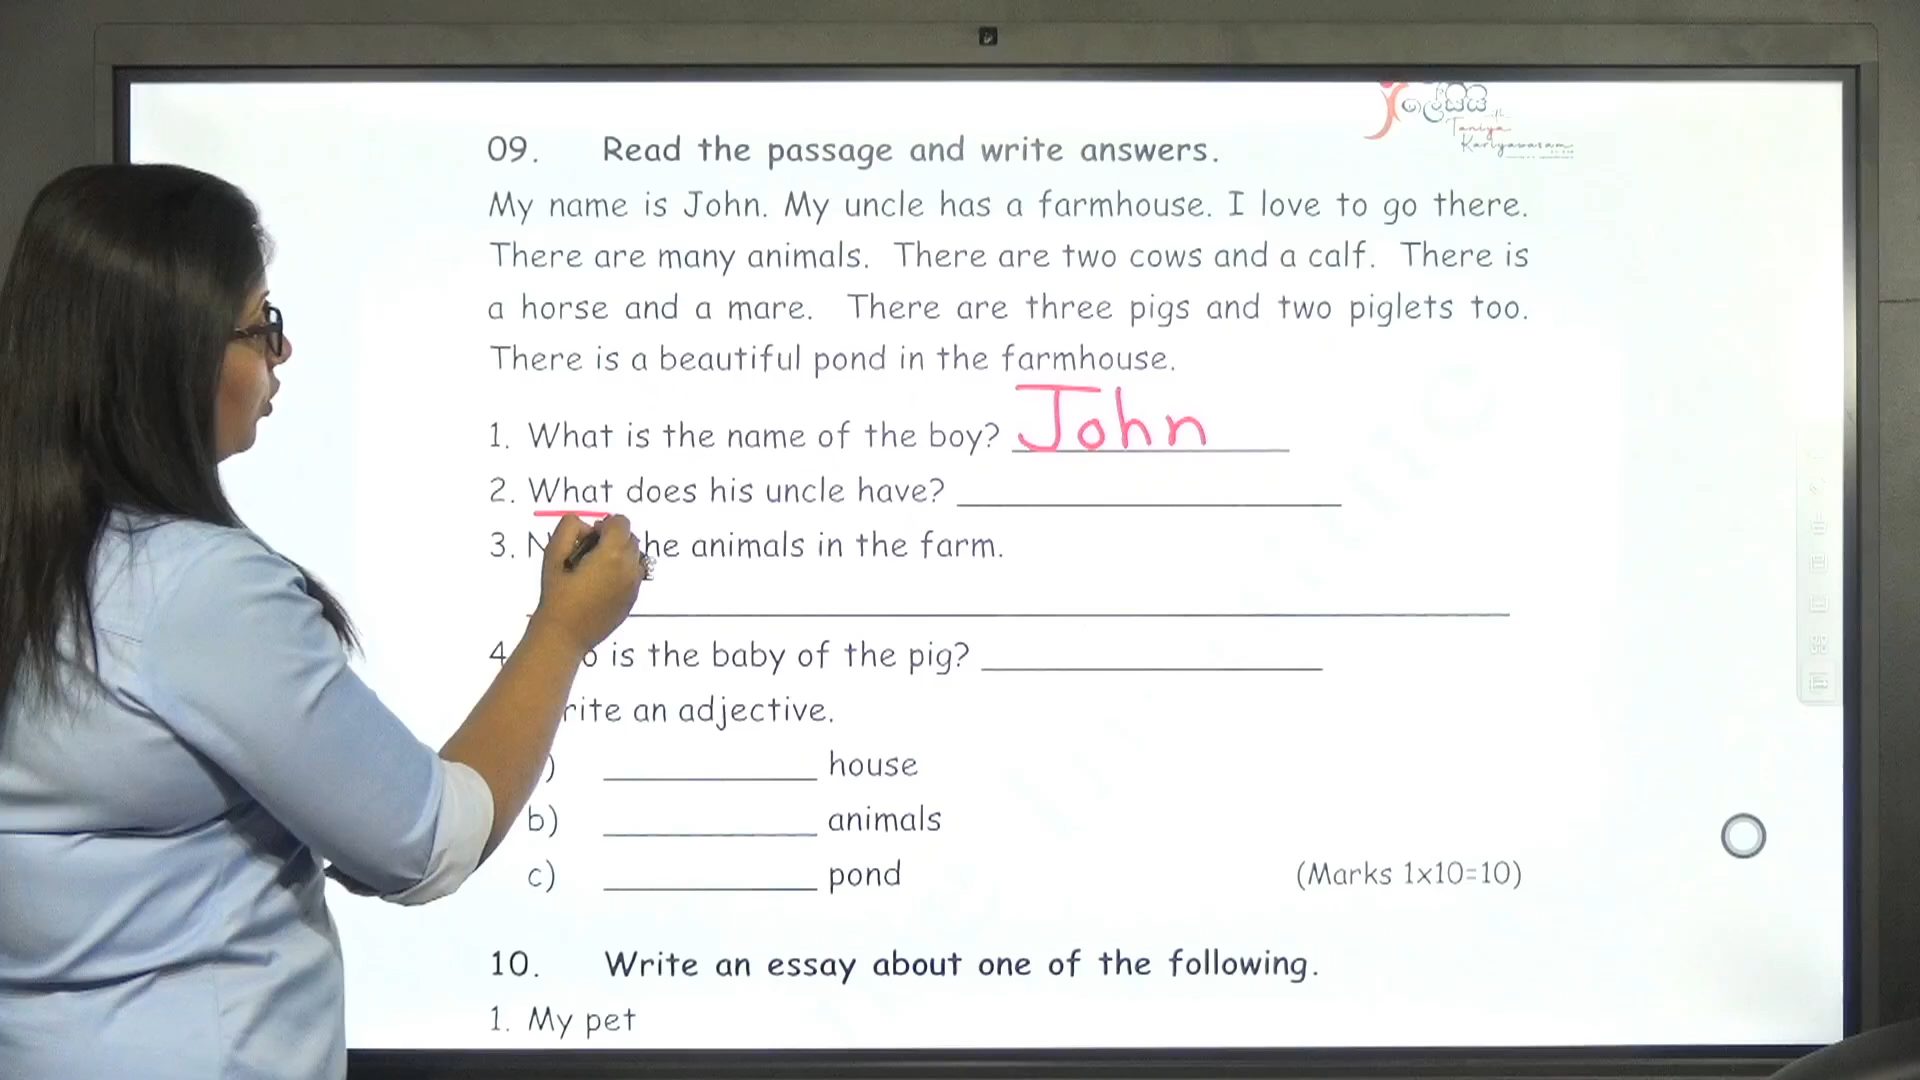 ලේසියි
Taniya
Kariyawasam
09. Read the passage and write answers.
My name is John. My uncle has a farmhouse. I love to go there.
There are many animals. There are two cows and a calf. There is
a horse and a mare. There are three pigs and two piglets too.
There is a beautiful pond in the farmhouse.
1. What is the name of the boy? John
2. What does his uncle have?
3. the animals in the farm.
4. is the baby of the pig?
an adjective.
house
b) animals
c) pond
(Marks 1x10=10)
10. Write an essay about one of the following.
1. My pet